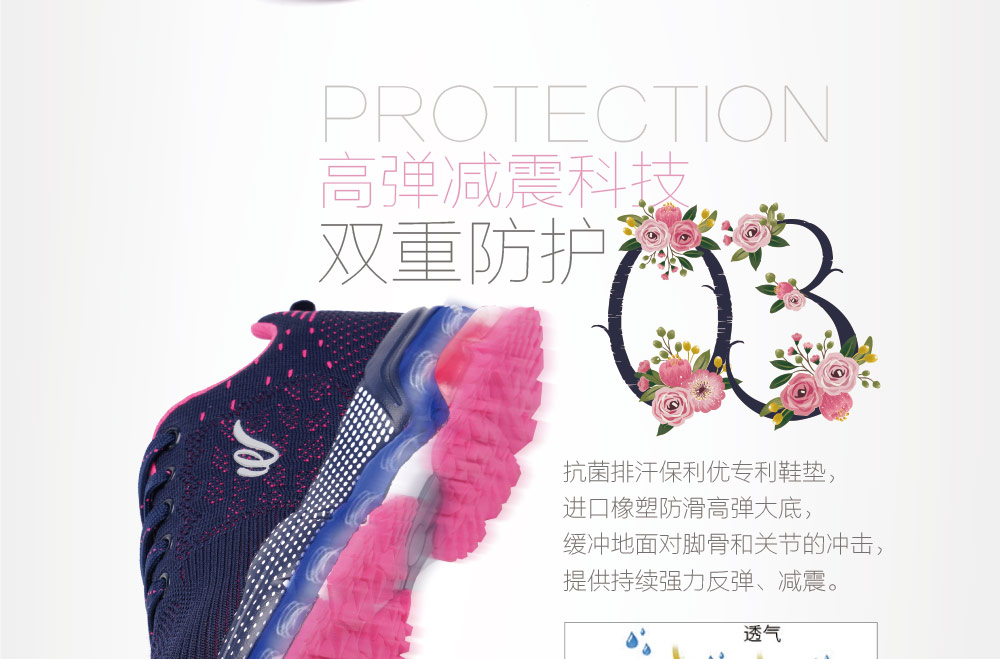 PROTECTION
高弹减震科技
双重防护
03
抗菌排汗保利优专利鞋垫，
进口橡塑防滑高弹大底，
缓冲地面对脚骨和关节的冲击，
提供持续强力反弹、减震。
透气